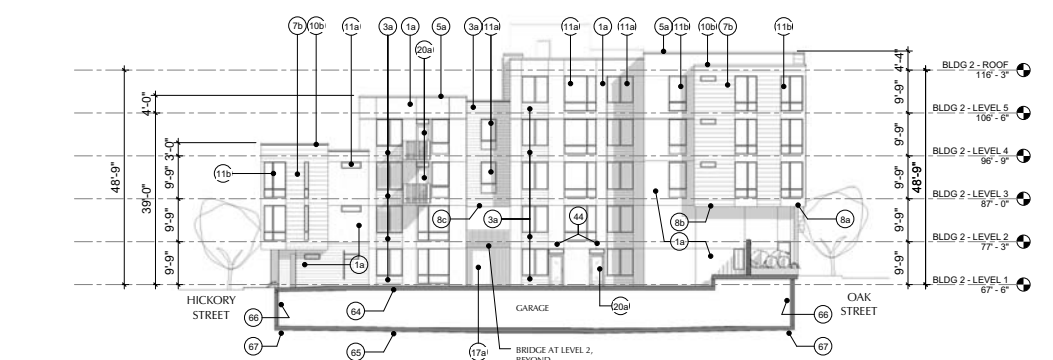 7b 10b 11a 3a 1a 5a 3a 11a 11a 1a 11a 5a 11b 10b 7b 11b
20a
4'-4"
BLDG 2 - ROOF
116' - 3"
9'-9"
BLDG 2 - LEVEL 5
106' - 6"
9'-9"
BLDG 2 - LEVEL 4
96' - 9"
9'-9"
BLDG 2 - LEVEL 3
87' - 0"
9'-9"
BLDG 2 - LEVEL 2
77' - 3"
9'-9"
BLDG 2 - LEVEL 1
67' - 6"
48'-9"
48'-9"
4'-0"
39'-0"
3'-0"
9'-9"
9'-9"
9'-9"
11b
8c 3a 44 8b 8a
1a 1a
HICKORY
STREET
OAK
STREET
66 64 GARAGE 20a 66
67 65 17a 67
BRIDGE AT LEVEL 2,
BEYOND